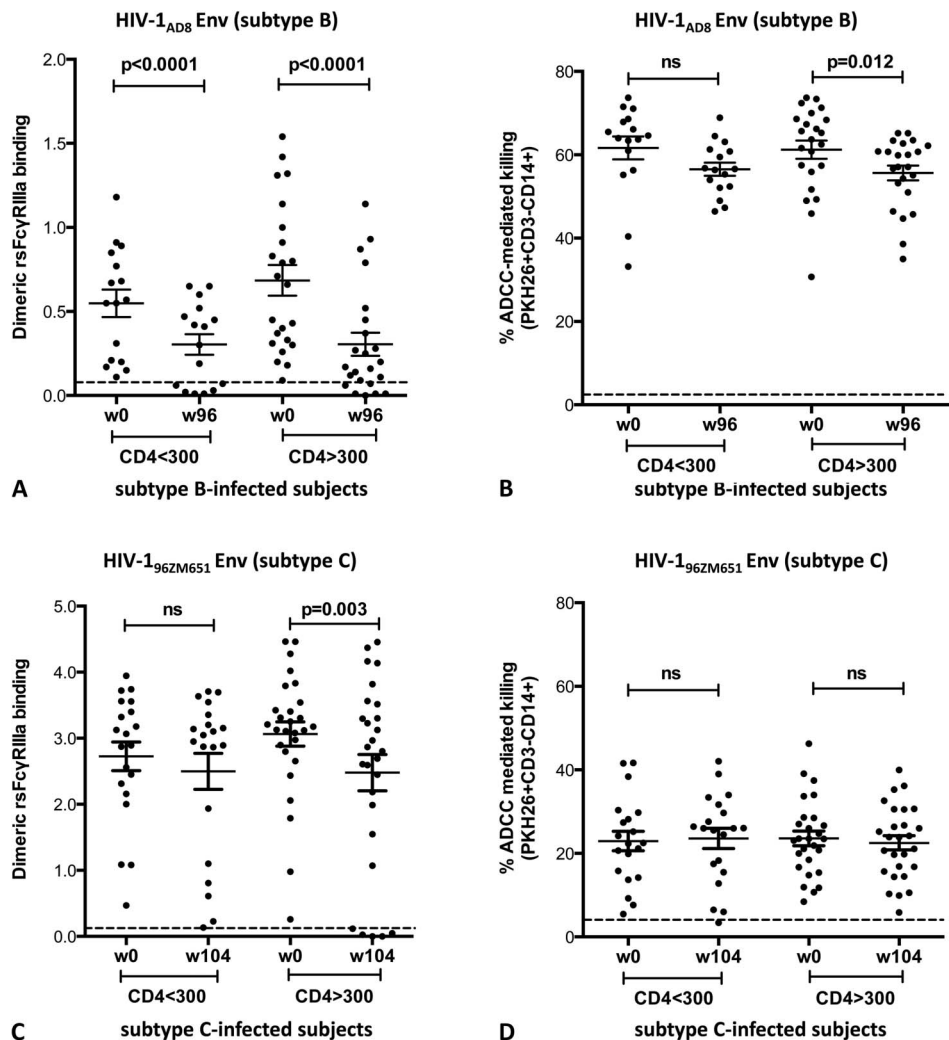 HIV-1AD8 Env (subtype B)
Dimeric rsFcγRIIIa binding
2.0
1.5
1.0
0.5
0.0
p<0.0001
p<0.0001
w0 w96 w0 w96
CD4<300 CD4>300
A subtype B-infected subjects
HIV-1AD8 Env (subtype B)
% ADCC-mediated killing
(PKH26+CD3-CD14+)
80
60
40
20
0
ns
p=0.012
w0 w96 w0 w96
CD4<300 CD4>300
B subtype B-infected subjects
HIV-196ZM651 Env (subtype C)
Dimeric rsFcγRIIIa binding
5.0
4.0
3.0
2.0
1.0
0.0
ns
p=0.003
w0 w104 w0 w104
CD4<300 CD4>300
C subtype C-infected subjects
HIV-196ZM651 Env (subtype C)
% ADCC mediated killing
(PKH26+CD3-CD14+)
80
60
40
20
0
ns
ns
w0 w104 w0 w104
CD4<300 CD4>300
D subtype C-infected subjects